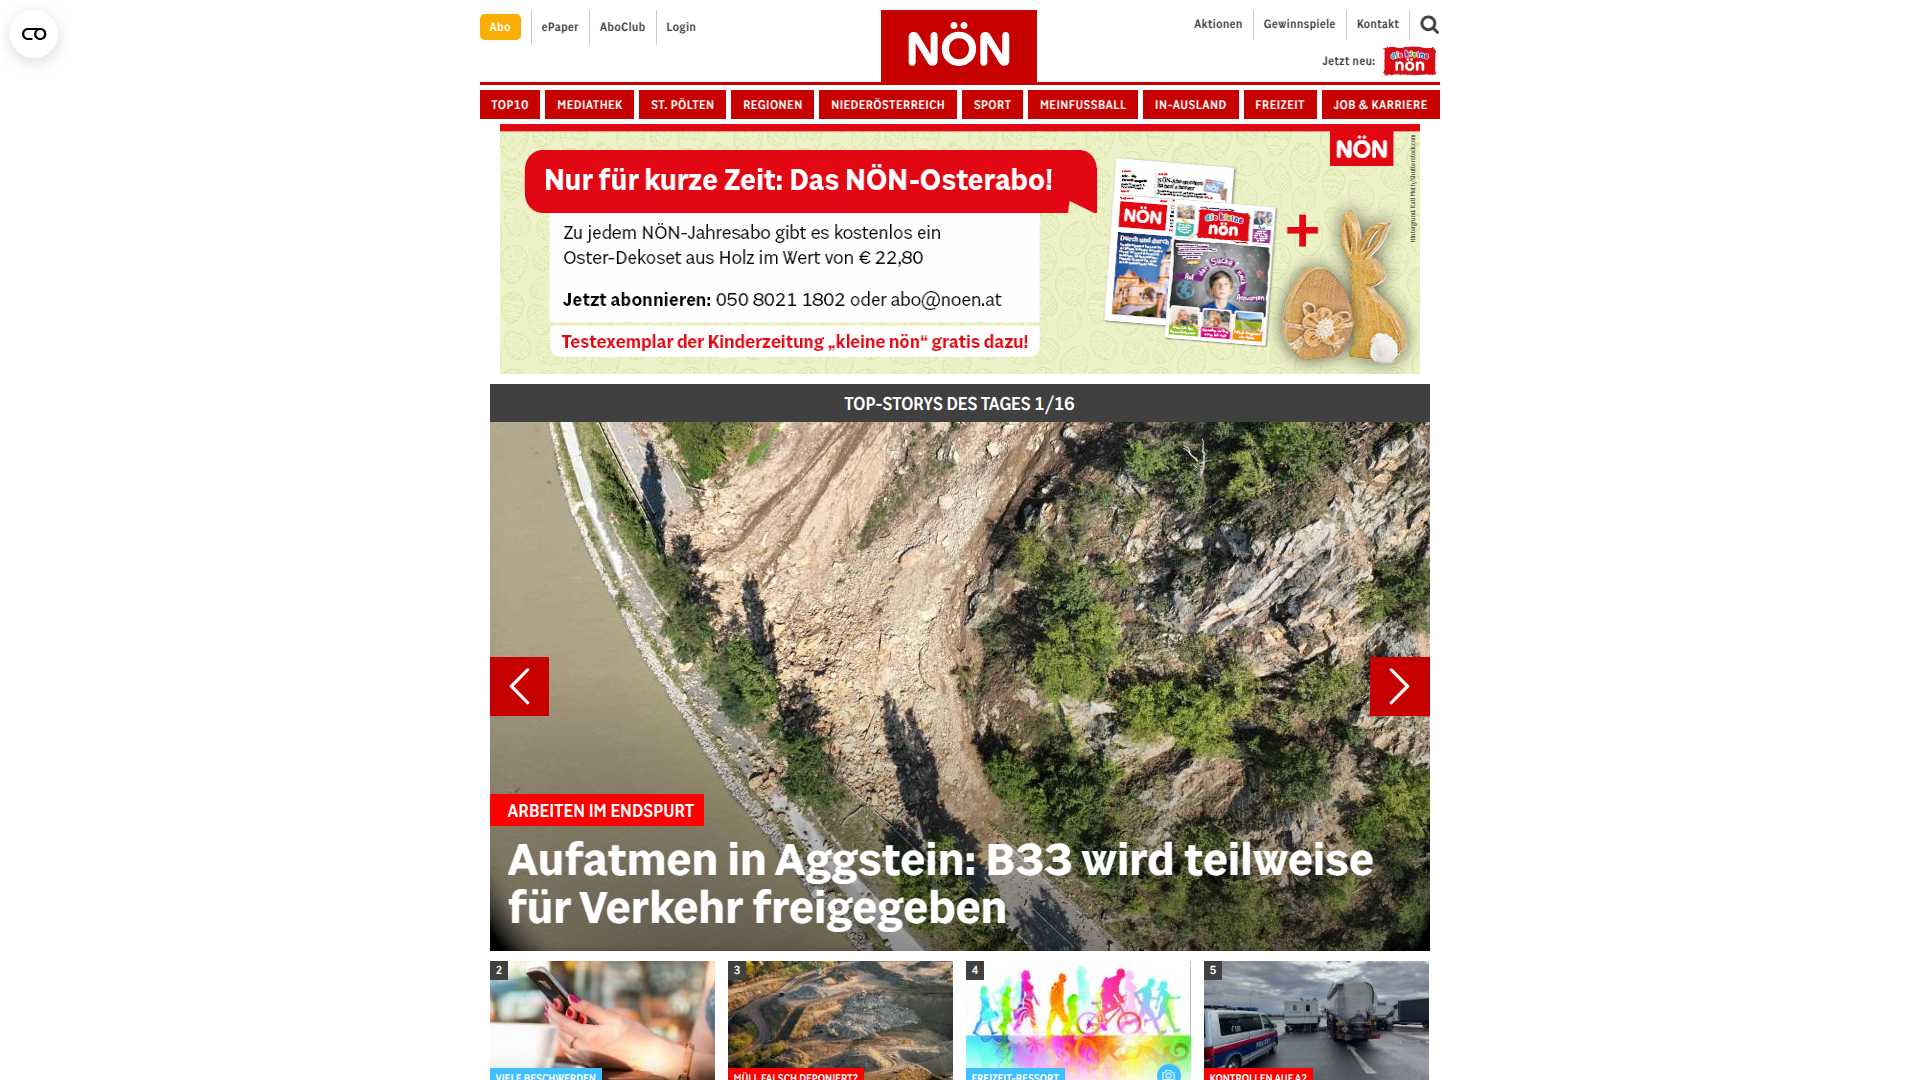 Abo
ePaper
AboClub
Login
NÖN
Aktionen
Gewinnspiele
Kontakt
Jetzt neu:
die kleine
nön
TOP10
MEDIATHEK
ST. PÖLTEN
REGIONEN
NIEDERÖSTERREICH
SPORT
MEINFUSSBALL
IN-AUSLAND
FREIZEIT
JOB & KARRIERE
NÖN
Nur für kurze Zeit: Das NÖN-Osterabo!
Zu jedem NÖN-Jahresabo gibt es kostenlos ein
Oster-Dekoset aus Holz im Wert von € 22,80
Jetzt abonnieren: 050 8021 1802 oder abo@noen.at
Testexemplar der Kinderzeitung „kleine nön“ gratis dazu!
NÖN
Durch und durch
die kleine
nön
+
TOP-STORYS DES TAGES 1/16
ARBEITEN IM ENDSPURT
Aufatmen in Aggstein: B33 wird teilweise
für Verkehr freigegeben
2
3
4
5
VIELE BESCHWERDEN
MÜLL FALSCH DEPONIERT?
FREIZEIT-RESSORT
KONTROLLEN AUF A2